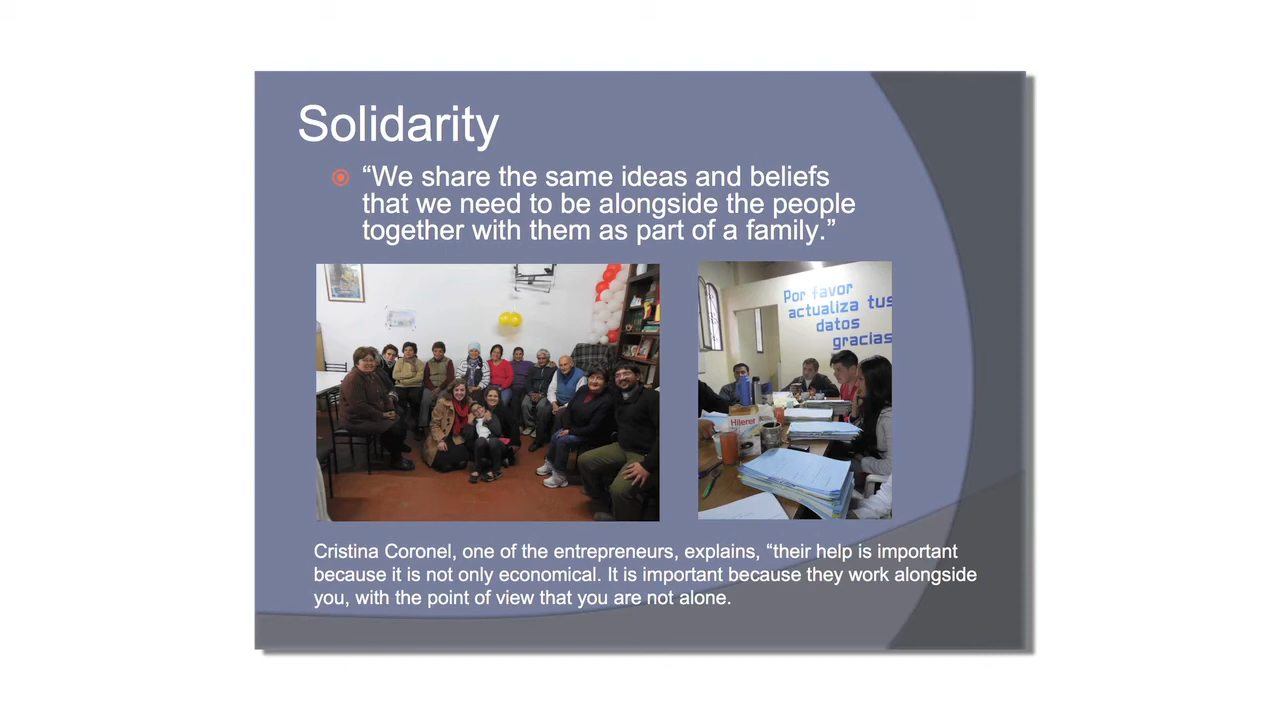 Solidarity
“We share the same ideas and beliefs
that we need to be alongside the people
together with them as part of a family.”
Por favor
actualiza tus
datos
gracias
Hileret
Cristina Coronel, one of the entrepreneurs, explains, “their help is important
because it is not only economical. It is important because they work alongside
you, with the point of view that you are not alone.